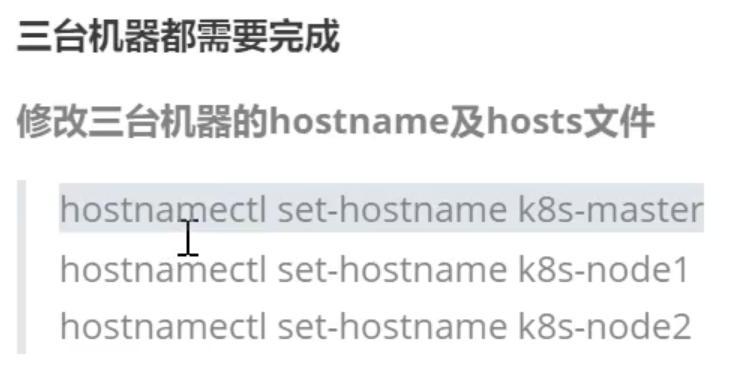 三台机器都需要完成
修改三台机器的hostname及hosts文件
hostnamectl set-hostname k8s-master
hostnamectl set-hostname k8s-node1
hostnamectl set-hostname k8s-node2